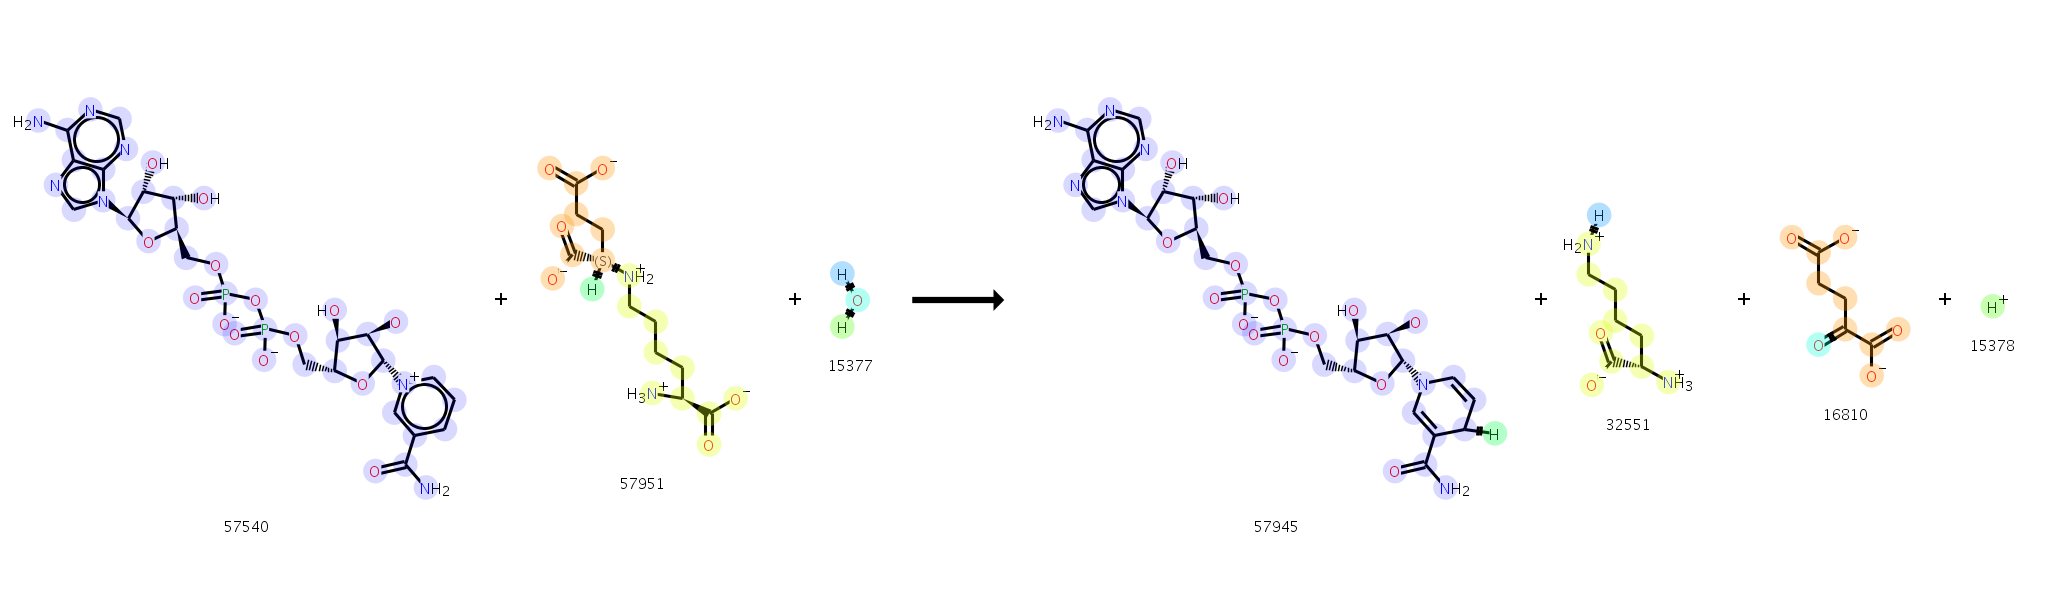 H₂N N N N N OH OH O O O P O⁻ O O P O⁻ O HO O O N⁺ O NH₂
57540
+
O O⁻ O O⁻ (S) H NH₂⁺ H₃N⁺ O⁻ O
57951
+
H O H
15377
H₂N N N N N OH OH O O O P O⁻ O O P O⁻ O HO O O N H O NH₂
57945
+
H H₂N⁺ O O⁻ NH₃⁺
32551
+
O O⁻ O O O⁻
16810
+
H⁺
15378